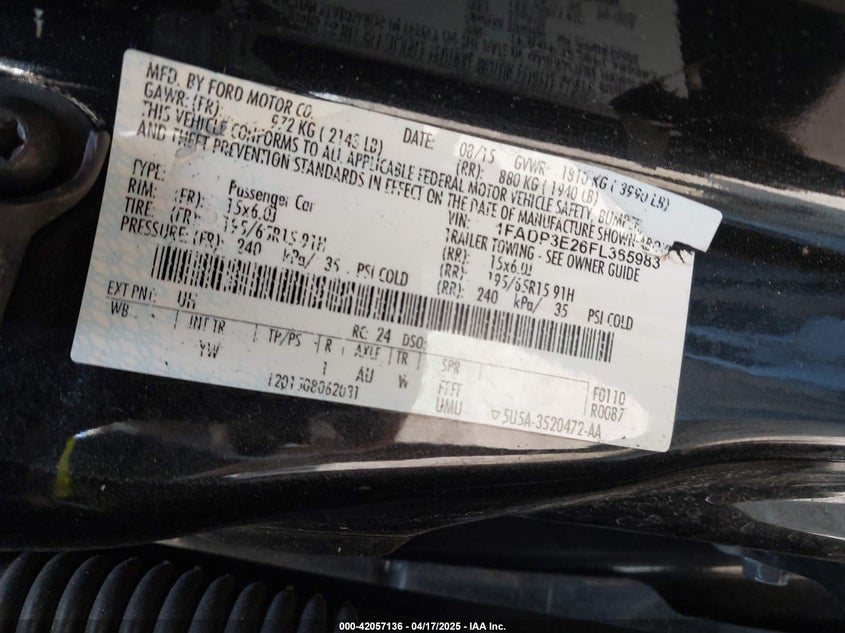 MFD. BY FORD MOTOR CO.
DATE: 08/15 GVWR: 1810 KG ( 3990 LB)
GAWR: (FR): 972 KG ( 2143 LB) (RR): 880 KG ( 1940 LB)
THIS VEHICLE CONFORMS TO ALL APPLICABLE FEDERAL MOTOR VEHICLE SAFETY, BUMPER,
AND THEFT PREVENTION STANDARDS IN EFFECT ON THE DATE OF MANUFACTURE SHOWN ABOVE
VIN: 1FADP3E26FL365983
TYPE: Passenger Car TRAILER TOWING - SEE OWNER GUIDE
RIM: (FR): 15x6.0J (RR): 15x6.0J
TIRE: (FR): 195/65R15 91H (RR): 195/65R15 91H
PRESSURE: (FR): 240 kPa/ 35 PSI COLD (RR): 240 kPa/ 35 PSI COLD
EXT PNT: UH RC: 24 DSO:
WB INT TR TP/PS R AXLE TR SPR
YW I AU W FFFF UMU F0110 R0087
5U5A-3520472-AA
000-42057136 - 04/17/2025 - IAA Inc.